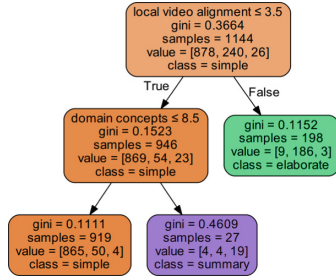 local video alignment ≤ 3.5
gini = 0.3664
samples = 1144
value = [878, 240, 26]
class = simple
True
False
domain concepts ≤ 8.5
gini = 0.1523
samples = 946
value = [869, 54, 23]
class = simple
gini = 0.1152
samples = 198
value = [9, 186, 3]
class = elaborate
gini = 0.1111
samples = 919
value = [865, 50, 4]
class = simple
gini = 0.4609
samples = 27
value = [4, 4, 19]
class = summary